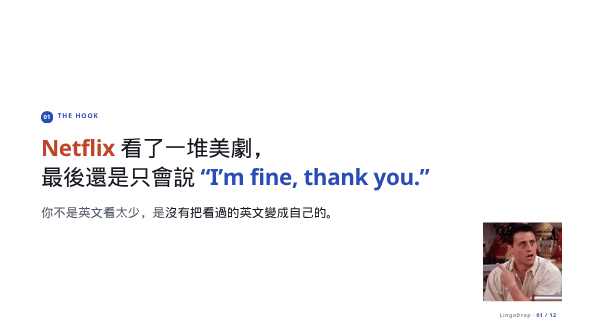 01 THE HOOK
Netflix 看了一堆美劇，
最後還是只會說 “I’m fine, thank you.”
你不是英文看太少，是沒有把看過的英文變成自己的。
LingoDrop · 01 / 12